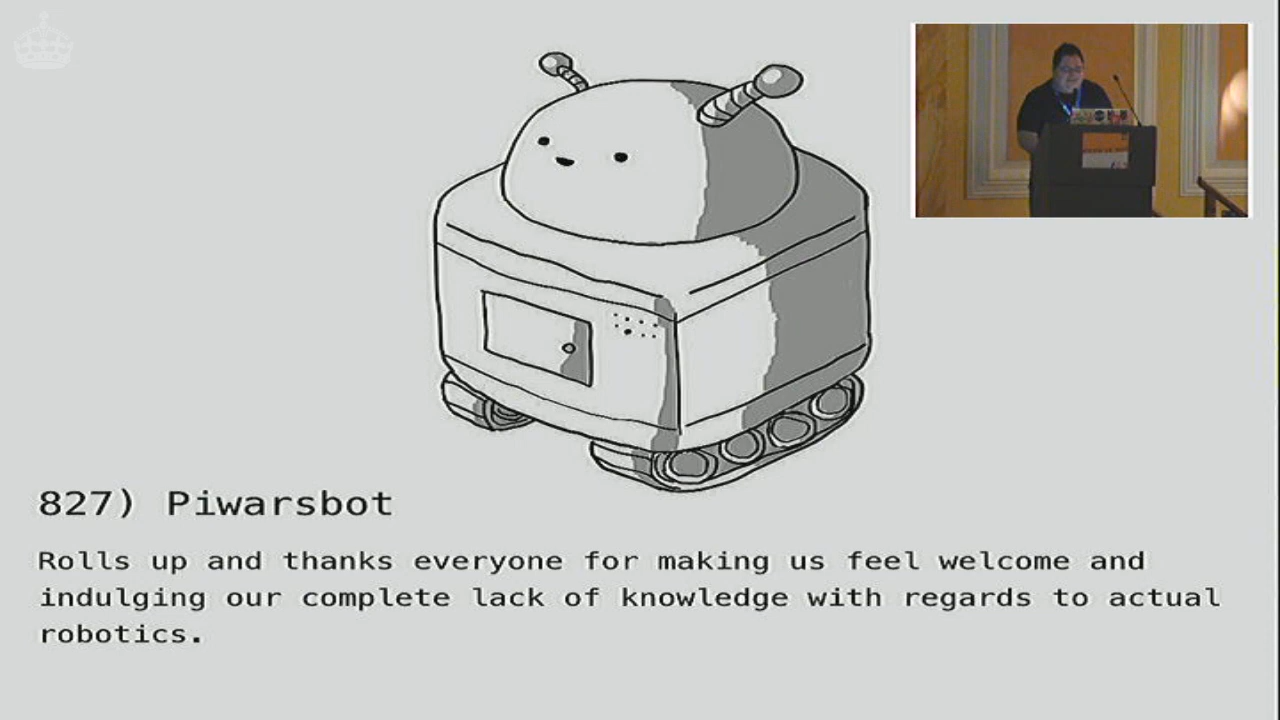 827) Piwarsbot
Rolls up and thanks everyone for making us feel welcome and
indulging our complete lack of knowledge with regards to actual
robotics.